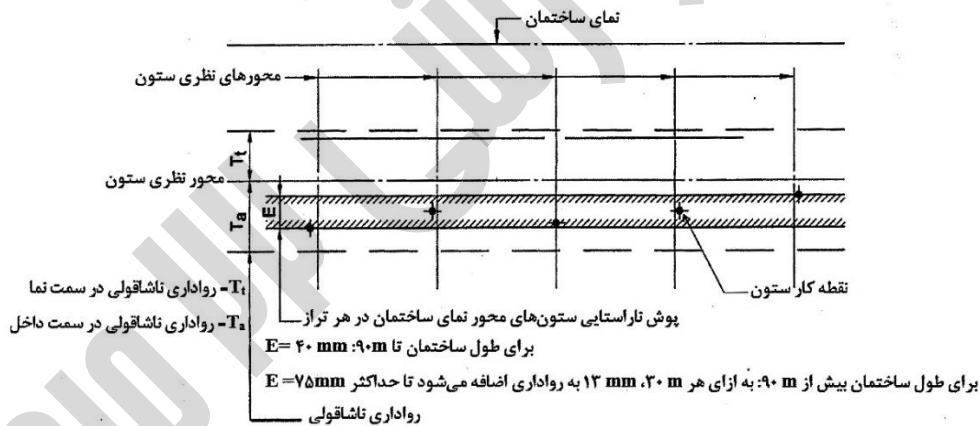 نمای ساختمان
محورهای نظری ستون
Tt
محور نظری ستون
E
Ta
نقطه کار ستون
Tt- رواداری ناشاقولی در سمت نما
پوش ناراستایی ستون‌های محور نمای ساختمان در هر تراز
Ta- رواداری ناشاقولی در سمت داخل
برای طول ساختمان تا ۹۰m: E= ۴۰ mm
برای طول ساختمان بیش از ۹۰ m: به ازای هر ۳۰ m، ۱۳ mm به رواداری اضافه می‌شود تا حداکثر E =۷۵mm
رواداری ناشاقولی